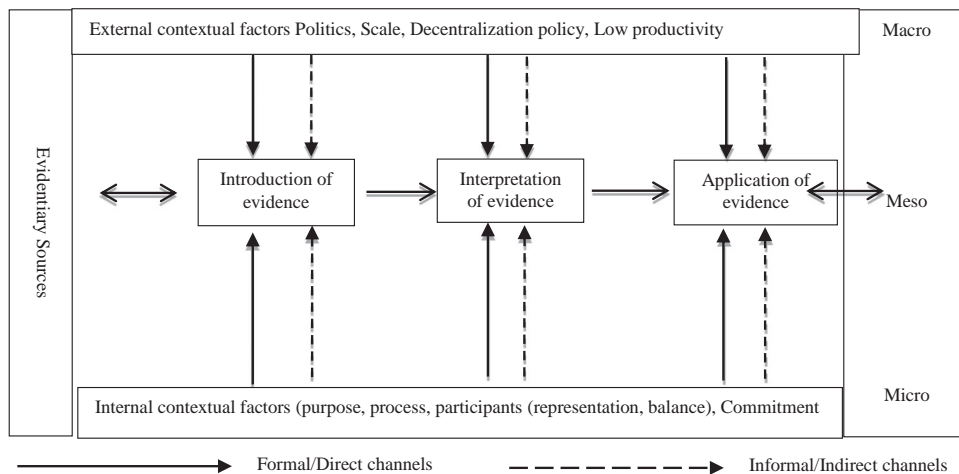 External contextual factors Politics, Scale, Decentralization policy, Low productivity
Macro
Evidentiary Sources
Introduction of
evidence
Interpretation
of evidence
Application of
evidence
Meso
Micro
Internal contextual factors (purpose, process, participants (representation, balance), Commitment
Formal/Direct channels
Informal/Indirect channels